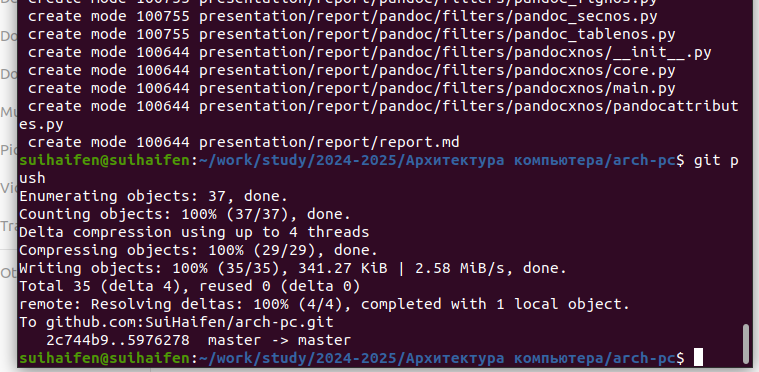 create mode 100755 presentation/report/pandoc/filters/pandoc_fignos.py
create mode 100755 presentation/report/pandoc/filters/pandoc_secnos.py
create mode 100755 presentation/report/pandoc/filters/pandoc_tablenos.py
create mode 100644 presentation/report/pandoc/filters/pandocxnos/__init__.py
create mode 100644 presentation/report/pandoc/filters/pandocxnos/core.py
create mode 100644 presentation/report/pandoc/filters/pandocxnos/main.py
create mode 100644 presentation/report/pandoc/filters/pandocxnos/pandocattribut
es.py
create mode 100644 presentation/report/report.md
suihaifen@suihaifen:~/work/study/2024-2025/Архитектура компьютера/arch-pc$ git p
ush
Enumerating objects: 37, done.
Counting objects: 100% (37/37), done.
Delta compression using up to 4 threads
Compressing objects: 100% (29/29), done.
Writing objects: 100% (35/35), 341.27 KiB | 2.58 MiB/s, done.
Total 35 (delta 4), reused 0 (delta 0)
remote: Resolving deltas: 100% (4/4), completed with 1 local object.
To github.com:SuiHaifen/arch-pc.git
2c744b9..5976278  master -> master
suihaifen@suihaifen:~/work/study/2024-2025/Архитектура компьютера/arch-pc$